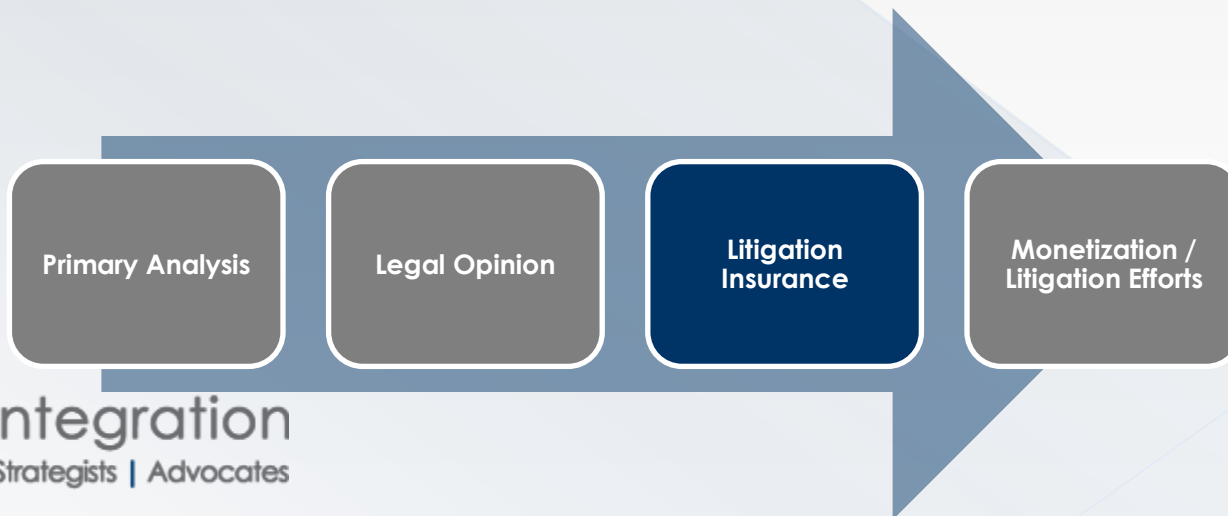 Primary Analysis
Legal Opinion
Litigation
Insurance
Monetization /
Litigation Efforts
ntegration
Strategists | Advocates